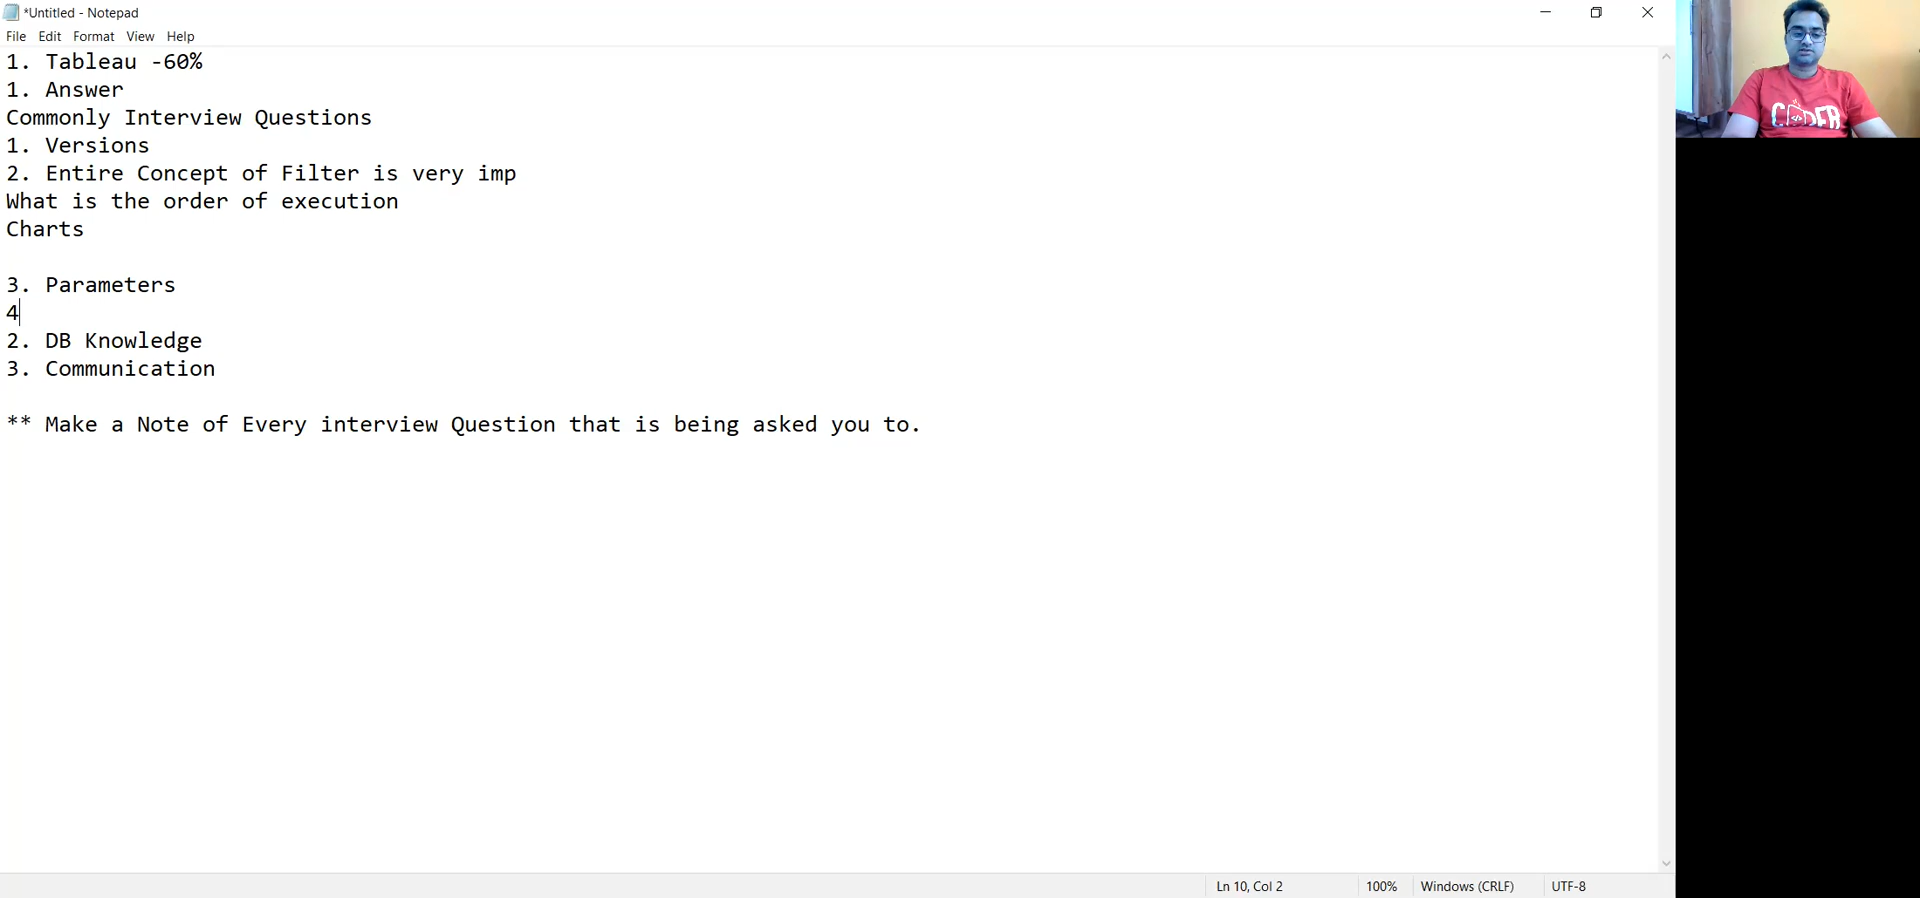 *Untitled - Notepad
File Edit Format View Help
1. Tableau -60%
1. Answer
Commonly Interview Questions
1. Versions
2. Entire Concept of Filter is very imp
What is the order of execution
Charts
3. Parameters
4
2. DB Knowledge
3. Communication
** Make a Note of Every interview Question that is being asked you to.
Ln 10, Col 2 100% Windows (CRLF) UTF-8
CODER